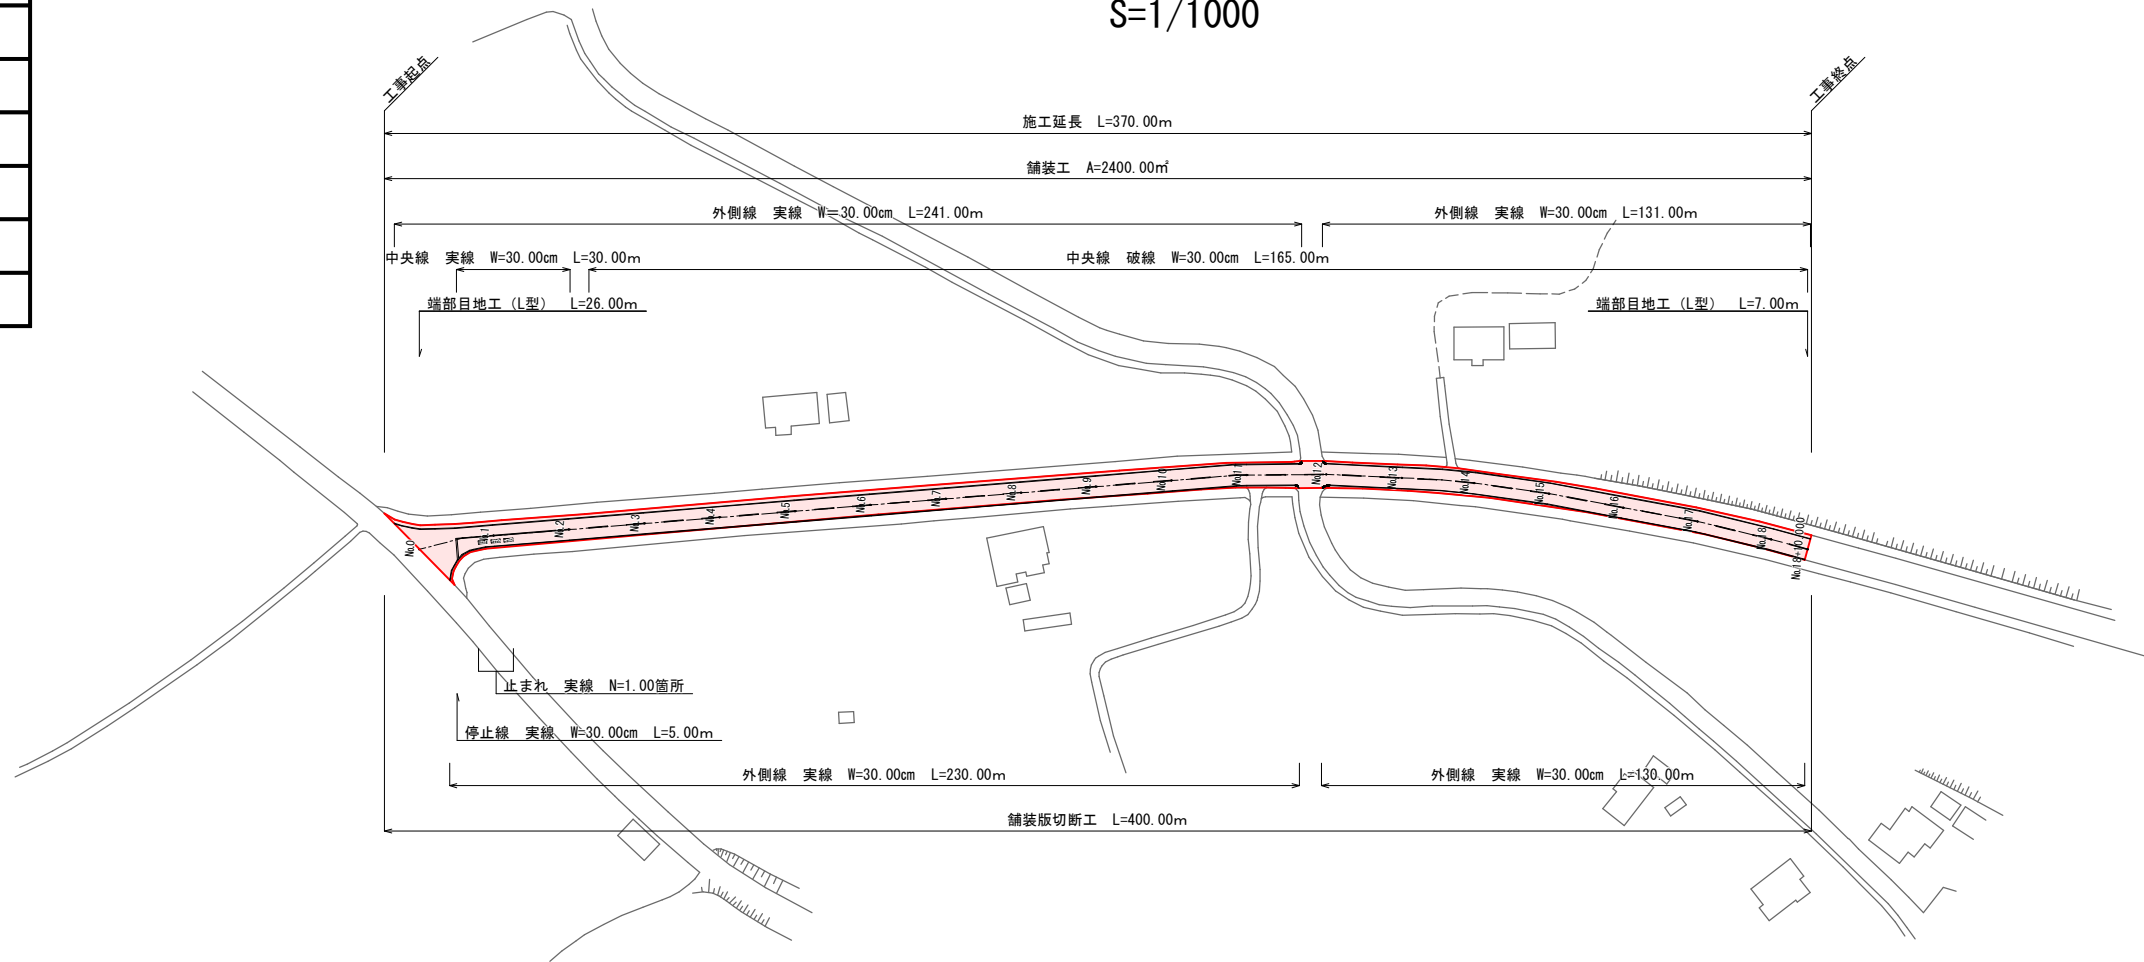 S=1/1000
工事起点
工事終点
施工延長 L=370.00m
舗装工 A=2400.00㎡
外側線 実線 W=30.00cm L=241.00m
外側線 実線 W=30.00cm L=131.00m
中央線 実線 W=30.00cm L=30.00m
中央線 破線 W=30.00cm L=165.00m
端部目地工（L型） L=26.00m
端部目地工（L型） L=7.00m
No.0
No.1
No.2
No.3
No.4
No.5
No.6
No.7
No.8
No.9
No.10
No.11
No.12
No.13
No.14
No.15
No.16
No.17
No.18
No.18+10.000
止まれ 実線 N=1.00箇所
停止線 実線 W=30.00cm L=5.00m
外側線 実線 W=30.00cm L=230.00m
外側線 実線 W=30.00cm L=130.00m
舗装版切断工 L=400.00m